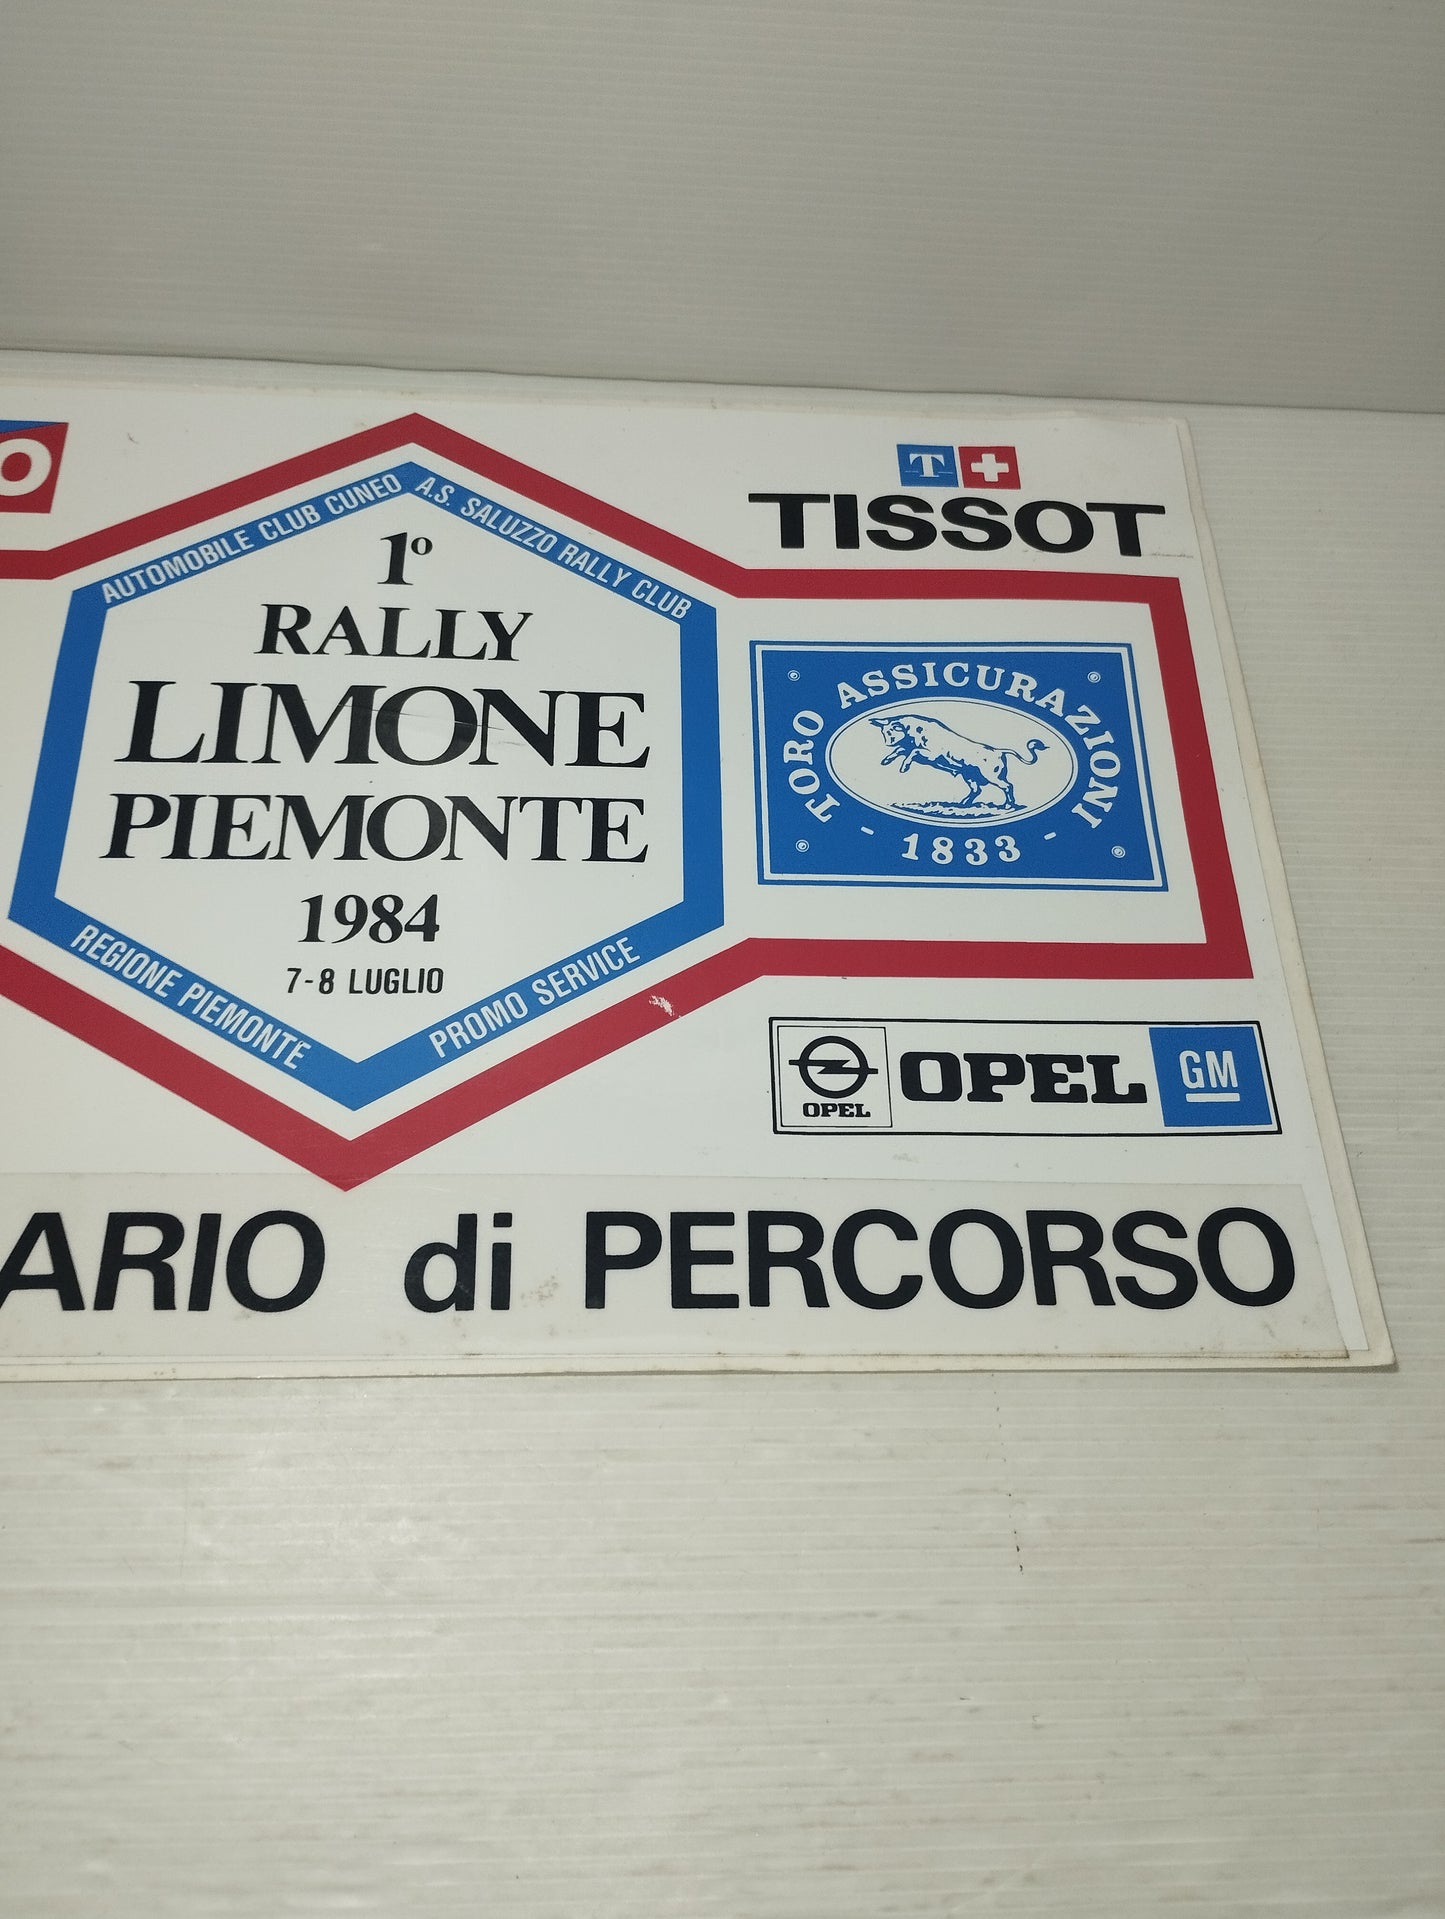 O
T
TISSOT
AUTOMOBILE CLUB CUNEO
A.S. SALUZZO RALLY CLUB
1º
RALLY
LIMONE
PIEMONTE
1984
7-8 LUGLIO
REGIONE PIEMONTE
PROMO SERVICE
TORO ASSICURAZIONI
- 1833 -
OPEL
OPEL
GM
ARIO di PERCORSO